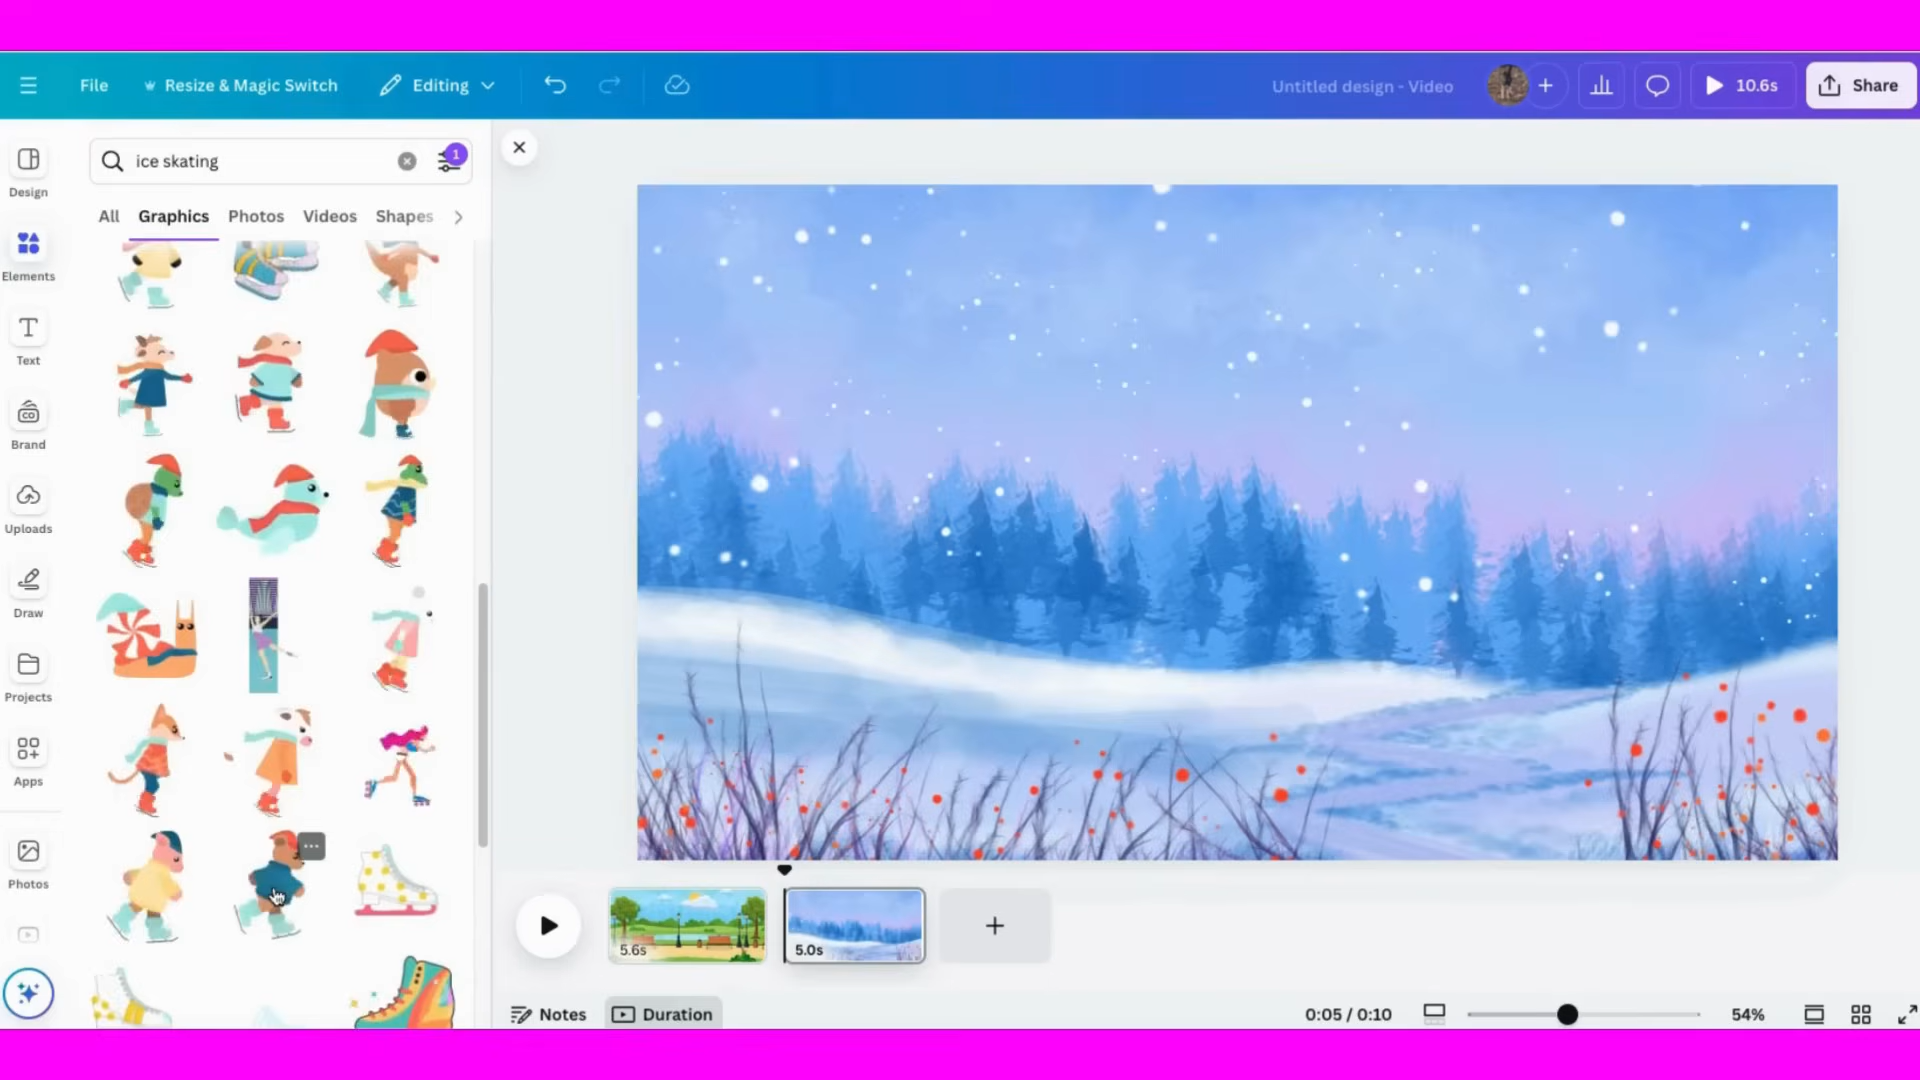 File
Resize & Magic Switch
Editing
Untitled design - Video
10.6s
Share
Design
Elements
Text
Brand
Uploads
Draw
Projects
Apps
Photos
ice skating
1
All
Graphics
Photos
Videos
Shapes
5.6s
5.0s
Notes
Duration
0:05 / 0:10
54%